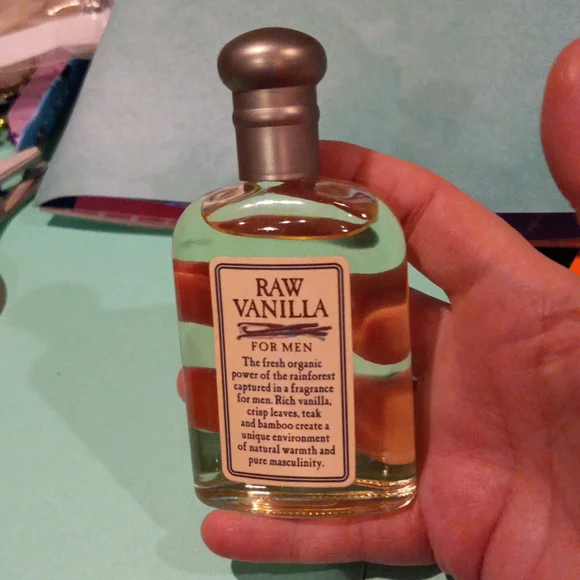 RAW
VANILLA
FOR MEN
The fresh organic
power of the rainforest
captured in a fragrance
for men. Rich vanilla,
crisp leaves, teak
and bamboo create a
unique environment
of natural warmth and
pure masculinity.